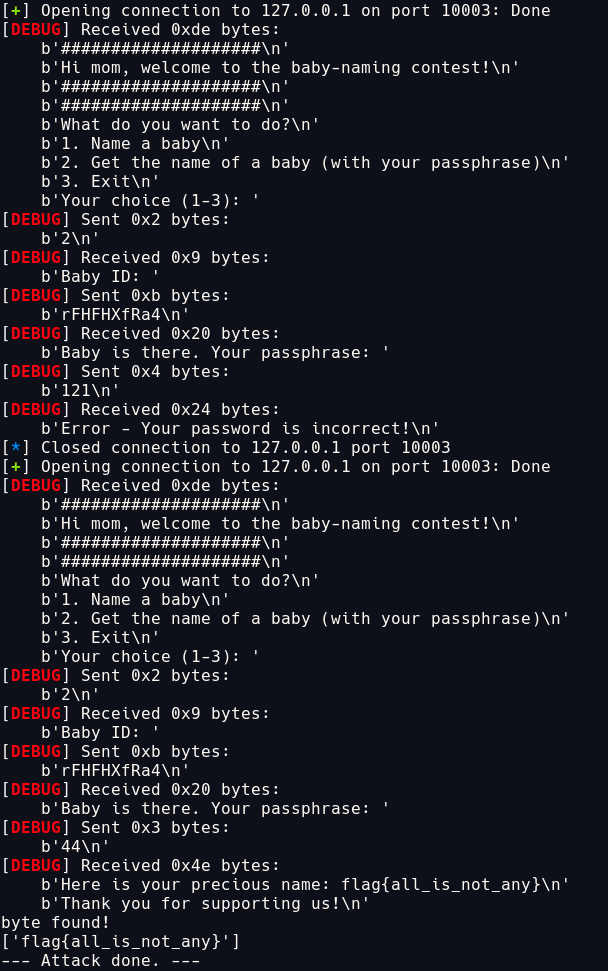 [+] Opening connection to 127.0.0.1 on port 10003: Done
[DEBUG] Received 0xde bytes:
    b'####################\n'
    b'Hi mom, welcome to the baby-naming contest!\n'
    b'####################\n'
    b'####################\n'
    b'What do you want to do?\n'
    b'1. Name a baby\n'
    b'2. Get the name of a baby (with your passphrase)\n'
    b'3. Exit\n'
    b'Your choice (1-3): '
[DEBUG] Sent 0x2 bytes:
    b'2\n'
[DEBUG] Received 0x9 bytes:
    b'Baby ID: '
[DEBUG] Sent 0xb bytes:
    b'rFHFHXfRa4\n'
[DEBUG] Received 0x20 bytes:
    b'Baby is there. Your passphrase: '
[DEBUG] Sent 0x4 bytes:
    b'121\n'
[DEBUG] Received 0x24 bytes:
    b'Error - Your password is incorrect!\n'
[*] Closed connection to 127.0.0.1 port 10003
[+] Opening connection to 127.0.0.1 on port 10003: Done
[DEBUG] Received 0xde bytes:
    b'####################\n'
    b'Hi mom, welcome to the baby-naming contest!\n'
    b'####################\n'
    b'####################\n'
    b'What do you want to do?\n'
    b'1. Name a baby\n'
    b'2. Get the name of a baby (with your passphrase)\n'
    b'3. Exit\n'
    b'Your choice (1-3): '
[DEBUG] Sent 0x2 bytes:
    b'2\n'
[DEBUG] Received 0x9 bytes:
    b'Baby ID: '
[DEBUG] Sent 0xb bytes:
    b'rFHFHXfRa4\n'
[DEBUG] Received 0x20 bytes:
    b'Baby is there. Your passphrase: '
[DEBUG] Sent 0x3 bytes:
    b'44\n'
[DEBUG] Received 0x4e bytes:
    b'Here is your precious name: flag{all_is_not_any}\n'
    b'Thank you for supporting us!\n'
byte found!
['flag{all_is_not_any}']
--- Attack done. ---